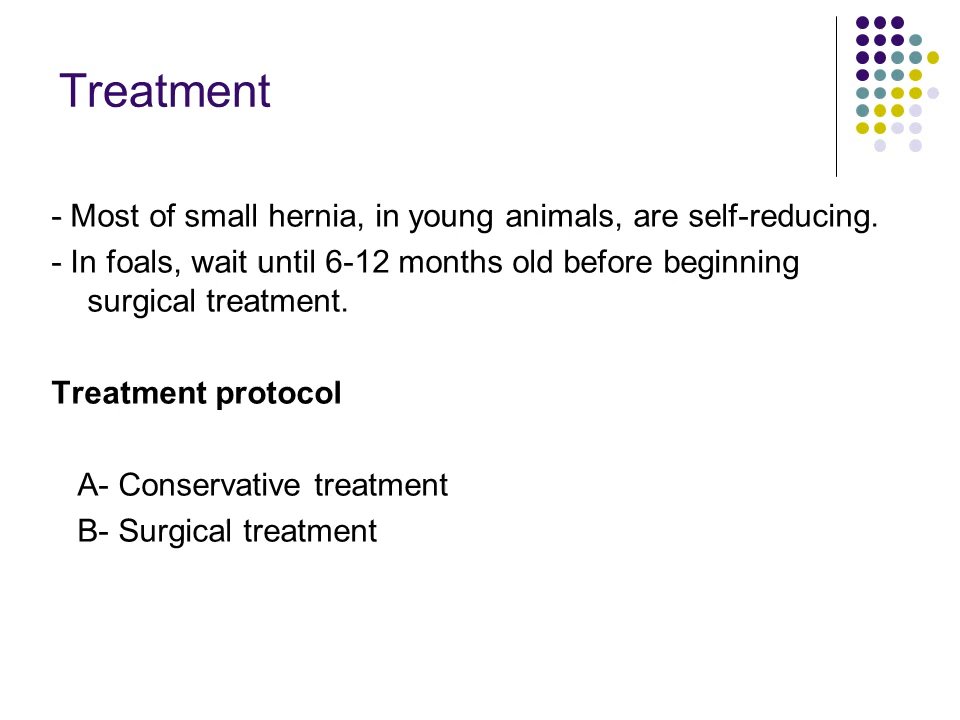 Treatment
- Most of small hernia, in young animals, are self-reducing.
- In foals, wait until 6-12 months old before beginning
surgical treatment.
Treatment protocol
A- Conservative treatment
B- Surgical treatment